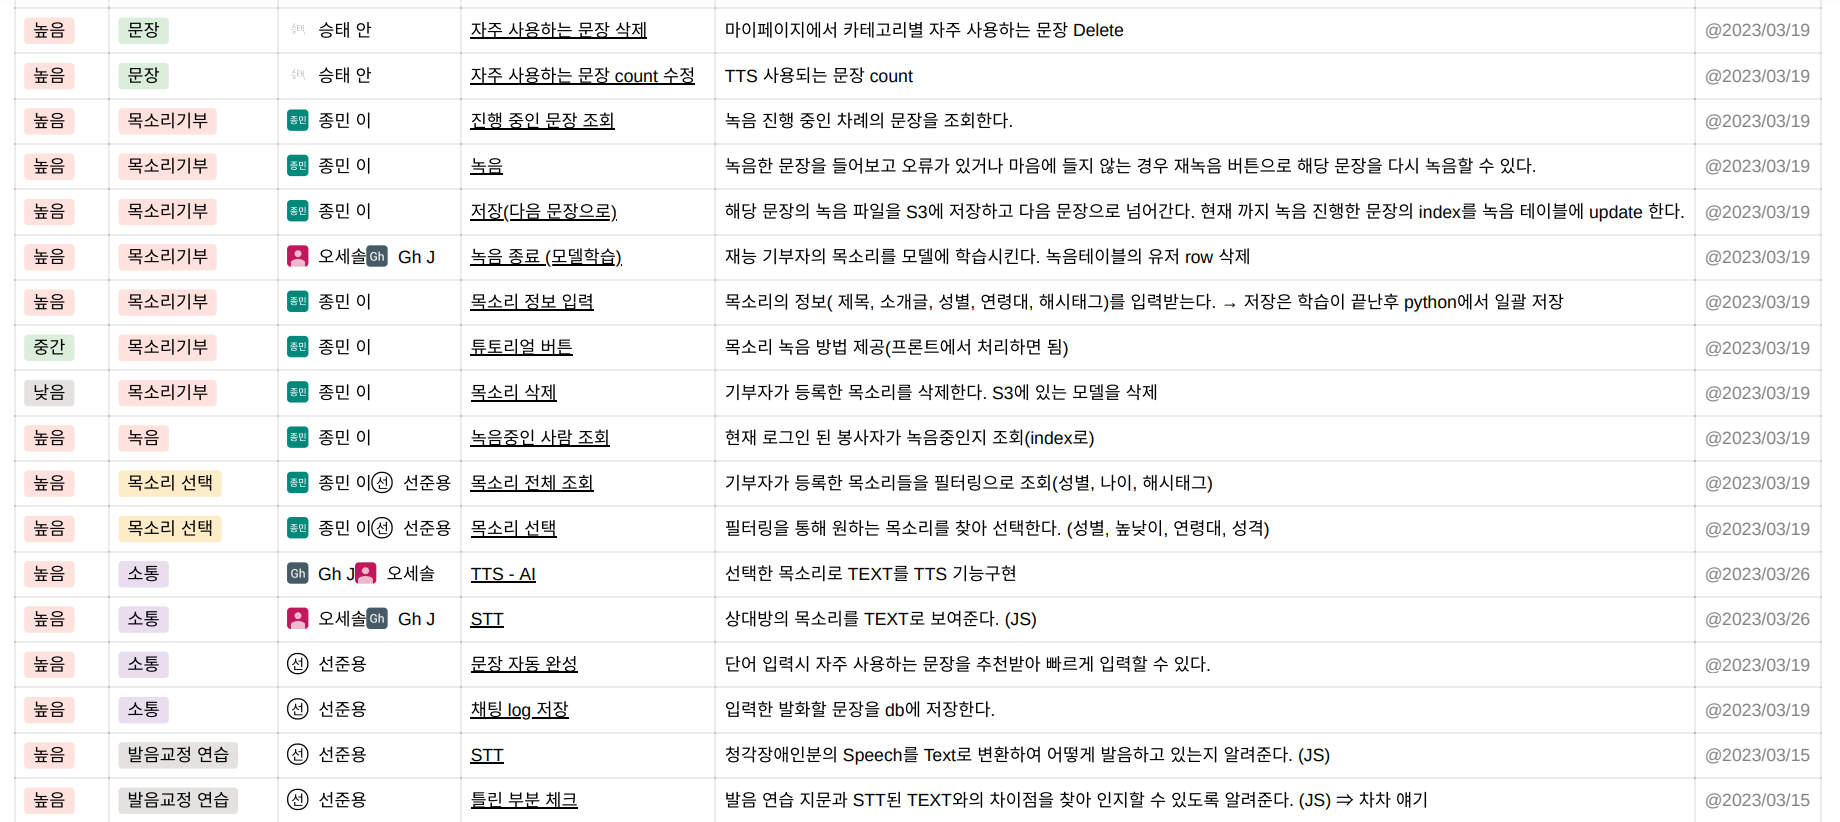 높음 문장 승태 안 자주 사용하는 문장 삭제 마이페이지에서 카테고리별 자주 사용하는 문장 Delete @2023/03/19
높음 문장 승태 안 자주 사용하는 문장 count 수정 TTS 사용되는 문장 count @2023/03/19
높음 목소리기부 종민 종민 이 진행 중인 문장 조회 녹음 진행 중인 차례의 문장을 조회한다. @2023/03/19
높음 목소리기부 종민 종민 이 녹음 녹음한 문장을 들어보고 오류가 있거나 마음에 들지 않는 경우 재녹음 버튼으로 해당 문장을 다시 녹음할 수 있다. @2023/03/19
높음 목소리기부 종민 종민 이 저장(다음 문장으로) 해당 문장의 녹음 파일을 S3에 저장하고 다음 문장으로 넘어간다. 현재 까지 녹음 진행한 문장의 index를 녹음 테이블에 update 한다. @2023/03/19
높음 목소리기부 오세솔 Gh Gh J 녹음 종료 (모델학습) 재능 기부자의 목소리를 모델에 학습시킨다. 녹음테이블의 유저 row 삭제 @2023/03/19
높음 목소리기부 종민 종민 이 목소리 정보 입력 목소리의 정보( 제목, 소개글, 성별, 연령대, 해시태그)를 입력받는다. → 저장은 학습이 끝난후 python에서 일괄 저장 @2023/03/19
중간 목소리기부 종민 종민 이 튜토리얼 버튼 목소리 녹음 방법 제공(프론트에서 처리하면 됨) @2023/03/19
낮음 목소리기부 종민 종민 이 목소리 삭제 기부자가 등록한 목소리를 삭제한다. S3에 있는 모델을 삭제 @2023/03/19
높음 녹음 종민 종민 이 녹음중인 사람 조회 현재 로그인 된 봉사자가 녹음중인지 조회(index로) @2023/03/19
높음 목소리 선택 종민 종민 이 선 선준용 목소리 전체 조회 기부자가 등록한 목소리들을 필터링으로 조회(성별, 나이, 해시태그) @2023/03/19
높음 목소리 선택 종민 종민 이 선 선준용 목소리 선택 필터링을 통해 원하는 목소리를 찾아 선택한다. (성별, 높낮이, 연령대, 성격) @2023/03/19
높음 소통 Gh Gh J 오세솔 TTS - AI 선택한 목소리로 TEXT를 TTS 기능구현 @2023/03/26
높음 소통 오세솔 Gh Gh J STT 상대방의 목소리를 TEXT로 보여준다. (JS) @2023/03/26
높음 소통 선 선준용 문장 자동 완성 단어 입력시 자주 사용하는 문장을 추천받아 빠르게 입력할 수 있다. @2023/03/19
높음 소통 선 선준용 채팅 log 저장 입력한 발화할 문장을 db에 저장한다. @2023/03/19
높음 발음교정 연습 선 선준용 STT 청각장애인분의 Speech를 Text로 변환하여 어떻게 발음하고 있는지 알려준다. (JS) @2023/03/15
높음 발음교정 연습 선 선준용 틀린 부분 체크 발음 연습 지문과 STT된 TEXT와의 차이점을 찾아 인지할 수 있도록 알려준다. (JS) ⇒ 차차 얘기 @2023/03/15